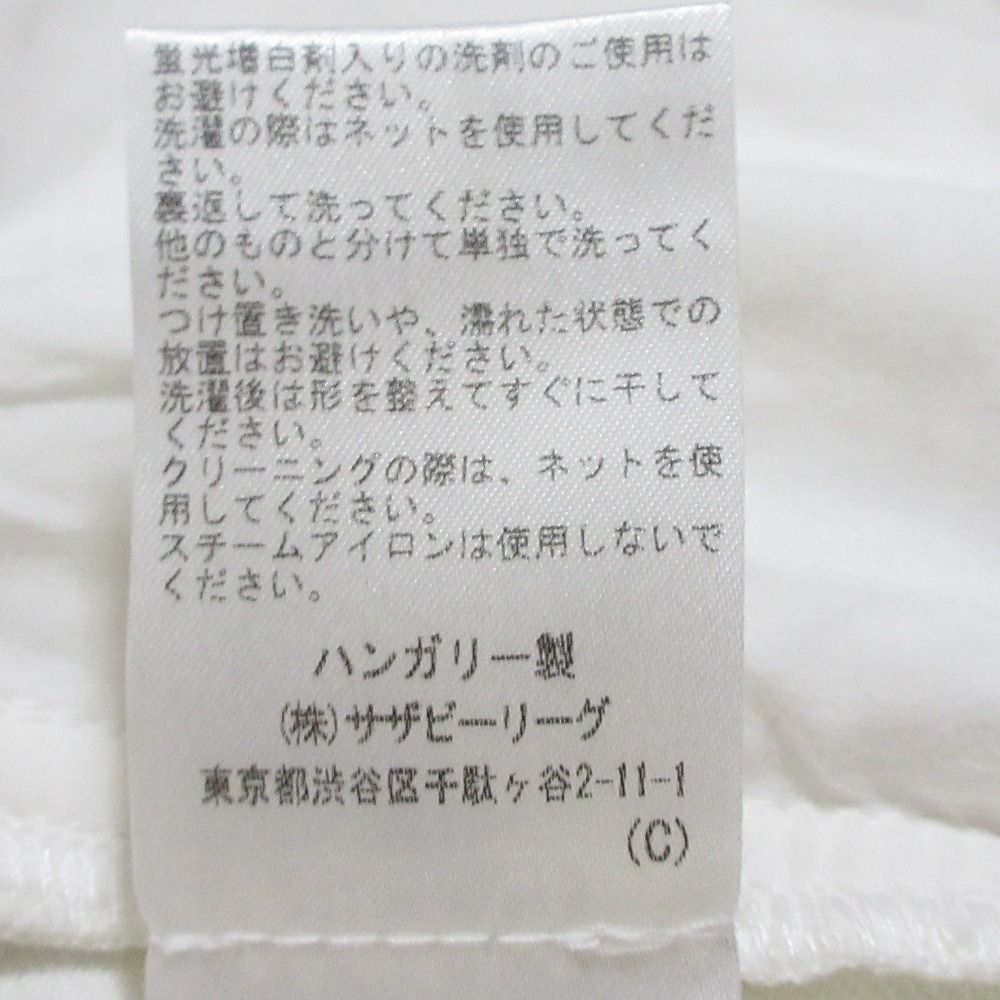 蛍光増白剤入りの洗剤のご使用は
お避けください。
洗濯の際はネットを使用してくだ
さい。
裏返して洗ってください。
他のものと分けて単独で洗ってく
ださい。
つけ置き洗いや、濡れた状態での
放置はお避けください。
洗濯後は形を整えてすぐに干して
ください。
クリーニングの際は、ネットを使
用してください。
スチームアイロンは使用しないで
ください。
ハンガリー製
(株)サザビーリーグ
東京都渋谷区千駄ヶ谷2-11-1
(C)